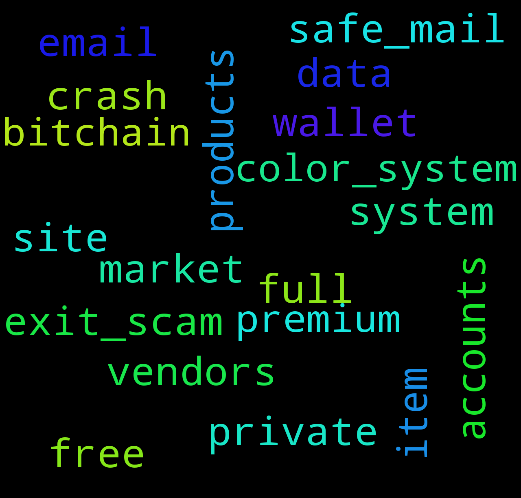 safe_mail
email
data
crash
products
wallet
bitchain
color_system
system
site
market
full
accounts
exit_scam
premium
vendors
item
private
free